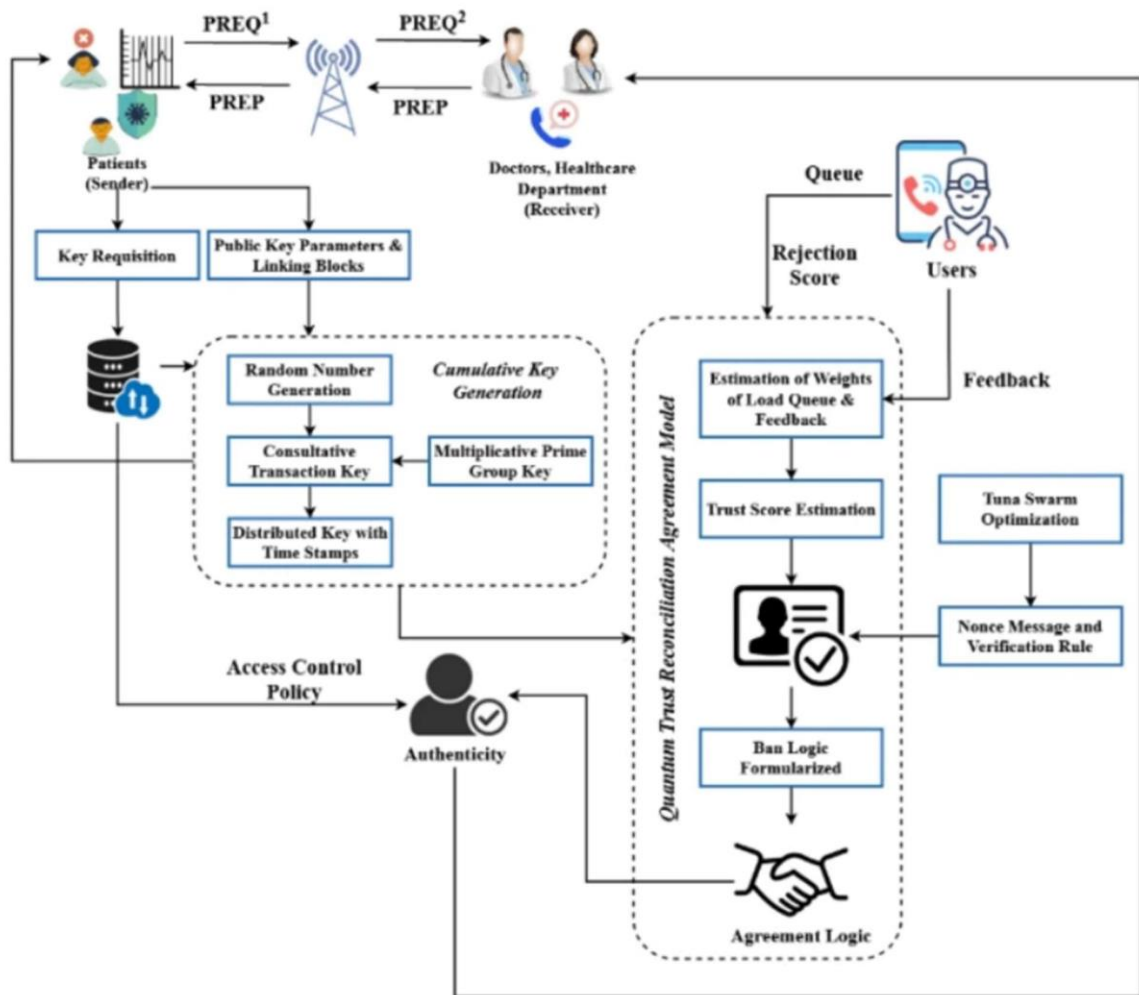 PREQ¹
PREQ²
PREP
PREP
Patients
(Sender)
Doctors, Healthcare
Department
(Receiver)
Queue
Users
Rejection
Score
Feedback
Key Requisition
Public Key Parameters &
Linking Blocks
Random Number
Generation
Cumulative Key
Generation
Consultative
Transaction Key
Multiplicative Prime
Group Key
Distributed Key with
Time Stamps
Quantum Trust Reconciliation Agreement Model
Estimation of Weights
of Load Queue &
Feedback
Trust Score Estimation
Tuna Swarm
Optimization
Nonce Message and
Verification Rule
Access Control
Policy
Authenticity
Ban Logic
Formularized
Agreement Logic